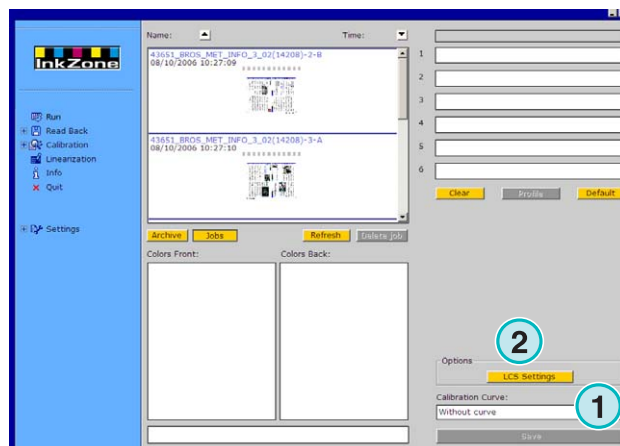 InkZone
Run
Read Back
Calibration
Linearization
Info
Quit
Settings
Name:
Time:
43651_BROS_MET_INFO_3_02(14208)-2-B
08/10/2006 10:27:09
43651_BROS_MET_INFO_3_02(14208)-3-A
08/10/2006 10:27:10
Archive
Jobs
Refresh
Delete job
Colors Front:
Colors Back:
1
2
3
4
5
6
Clear
Profile
Default
2
Options
LCS Settings
Calibration Curve:
1
Without curve
Save